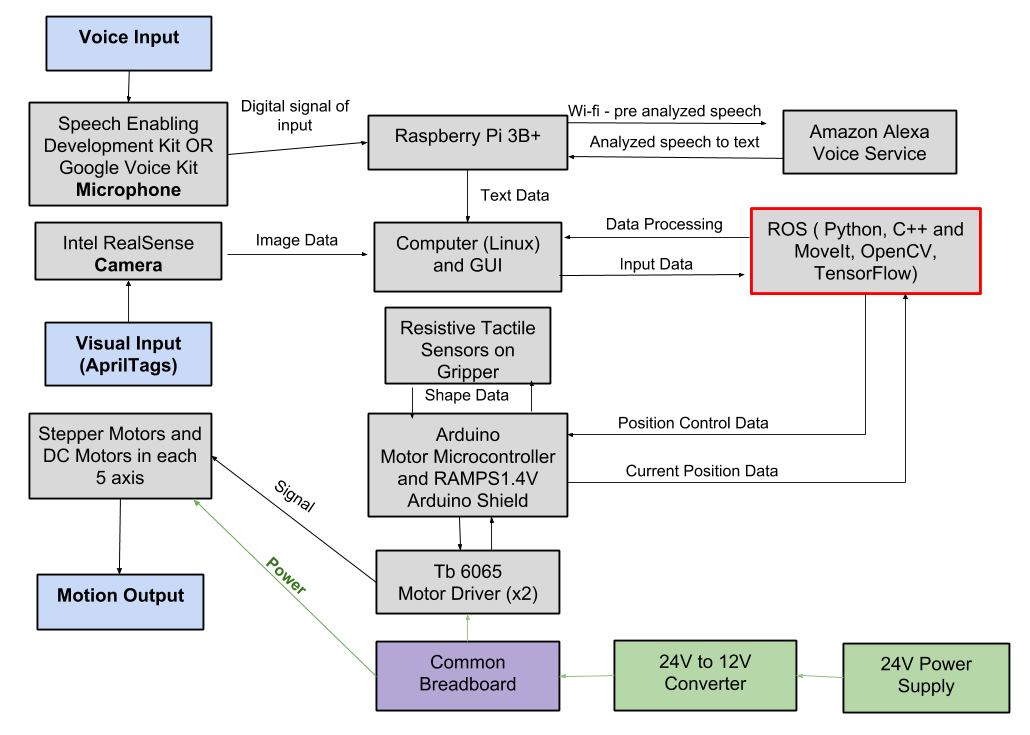 Voice Input
Speech Enabling
Development Kit OR
Google Voice Kit
Microphone
Digital signal of
input
Raspberry Pi 3B+
Wi-fi - pre analyzed speech
Analyzed speech to text
Amazon Alexa
Voice Service
Text Data
Intel RealSense
Camera
Image Data
Computer (Linux)
and GUI
Data Processing
Input Data
ROS ( Python, C++ and
MoveIt, OpenCV,
TensorFlow)
Visual Input
(AprilTags)
Resistive Tactile
Sensors on
Gripper
Shape Data
Stepper Motors and
DC Motors in each
5 axis
Arduino
Motor Microcontroller
and RAMPS1.4V
Arduino Shield
Position Control Data
Current Position Data
Signal
Power
Motion Output
Tb 6065
Motor Driver (x2)
Common
Breadboard
24V to 12V
Converter
24V Power
Supply